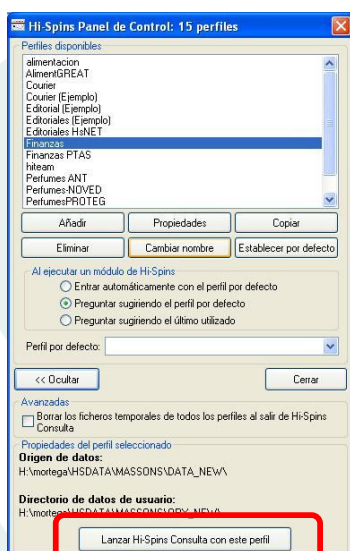 Hi-Spins Panel de Control: 15 perfiles
Perfiles disponibles
alimentacion
AlimentGREAT
Courier
Courier (Ejemplo)
Editorial (Ejemplo)
Editoriales (Ejemplo)
Editoriales HsNET
Finanzas
Finanzas PTAS
hiteam
Perfumes ANT
Perfumes-NOVED
PerfumesPROTEG
Añadir Propiedades Copiar
Eliminar Cambiar nombre Establecer por defecto
Al ejecutar un módulo de Hi-Spins
Entrar automáticamente con el perfil por defecto
Preguntar sugiriendo el perfil por defecto
Preguntar sugiriendo el último utilizado
Perfil por defecto:
<< Ocultar Cerrar
Avanzadas
Borrar los ficheros temporales de todos los perfiles al salir de Hi-Spins
Consulta
Propiedades del perfil seleccionado
Origen de datos:
H:\mortega\HSDATA\MASSONS\DATA_NEW\
Directorio de datos de usuario:
H:\mortega\HSDATA\MASSONS\
Lanzar Hi-Spins Consulta con este perfil